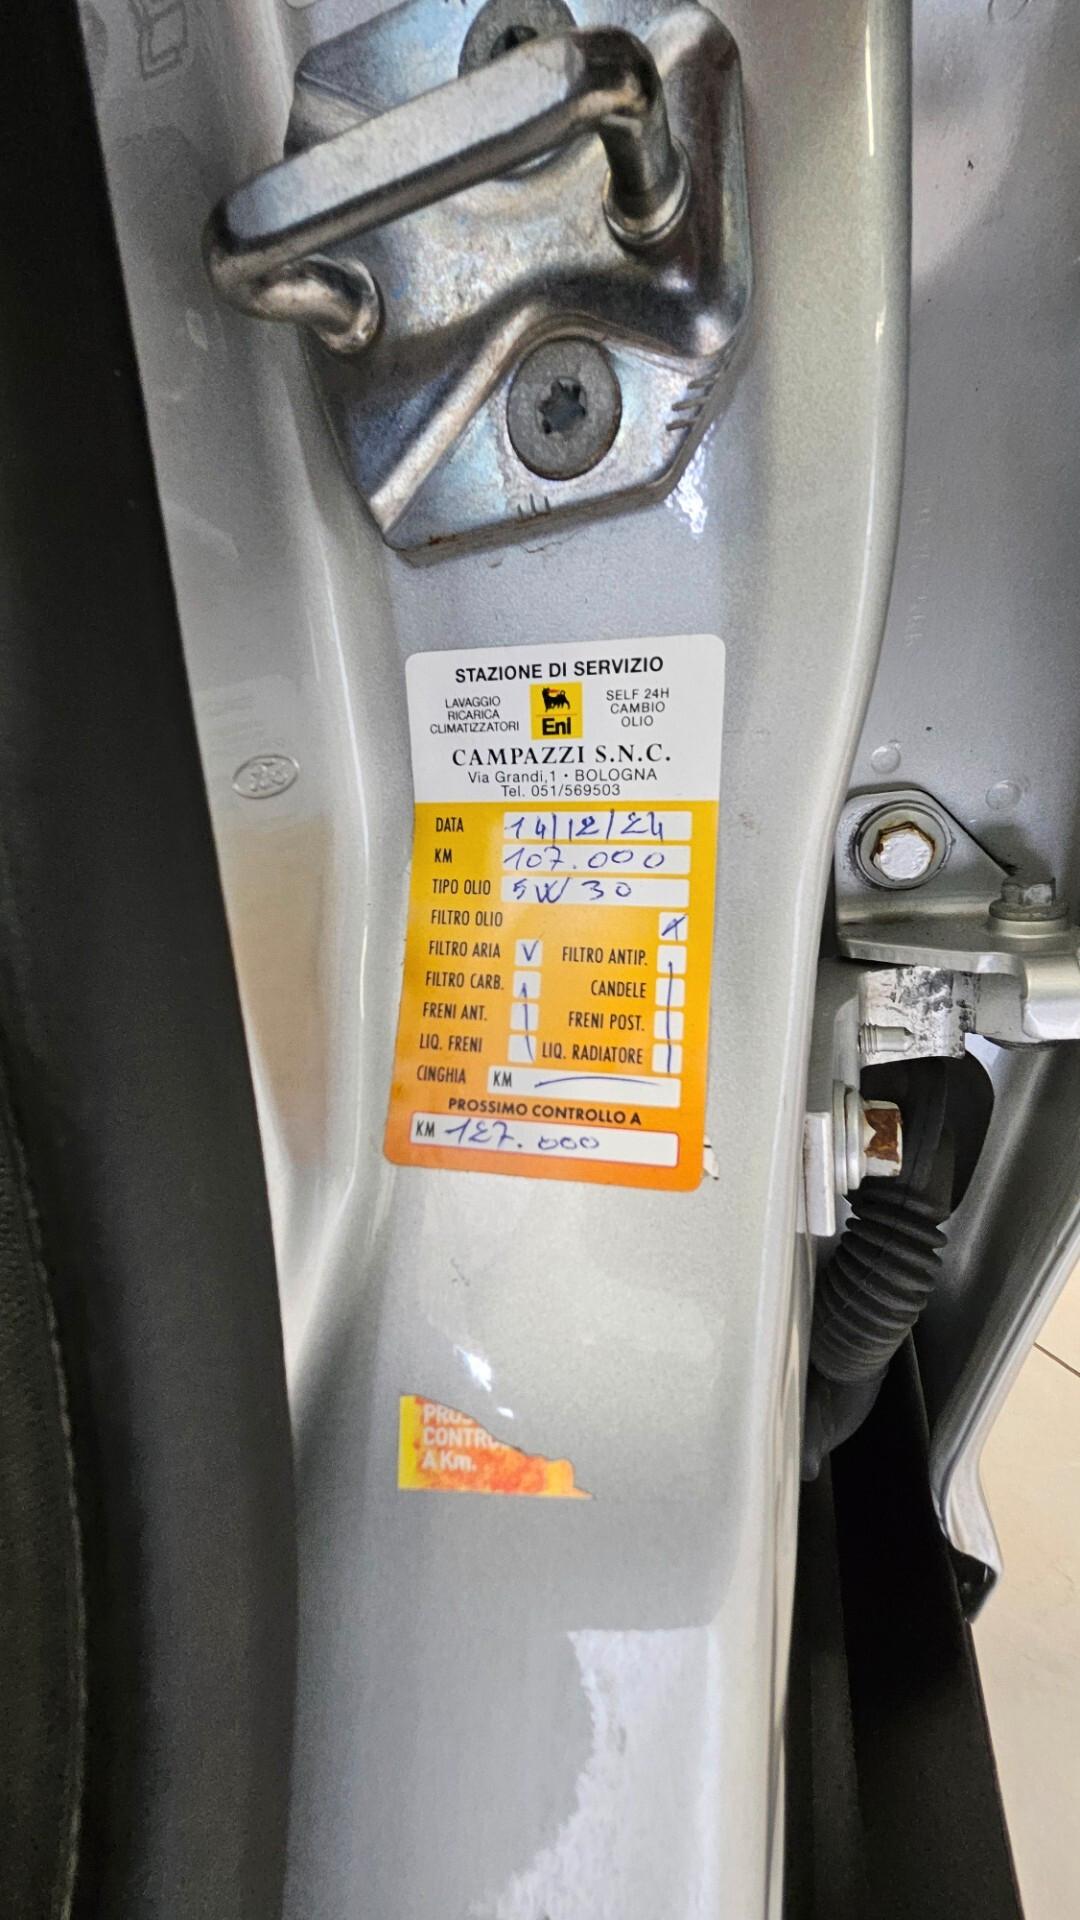 STAZIONE DI SERVIZIO
LAVAGGIO
RICARICA
CLIMATIZZATORI
Eni
SELF 24H
CAMBIO
OLIO
CAMPAZZI S.N.C.
Via Grandi,1 • BOLOGNA
Tel. 051/569503
DATA 14/12/24
KM 107.000
TIPO OLIO 5W30
FILTRO OLIO X
FILTRO ARIA V FILTRO ANTIP.
FILTRO CARB. CANDELE
FRENI ANT. FRENI POST.
LIQ. FRENI LIQ. RADIATORE
CINGHIA KM
PROSSIMO CONTROLLO A
KM 127.000
CONTRO
A Km.